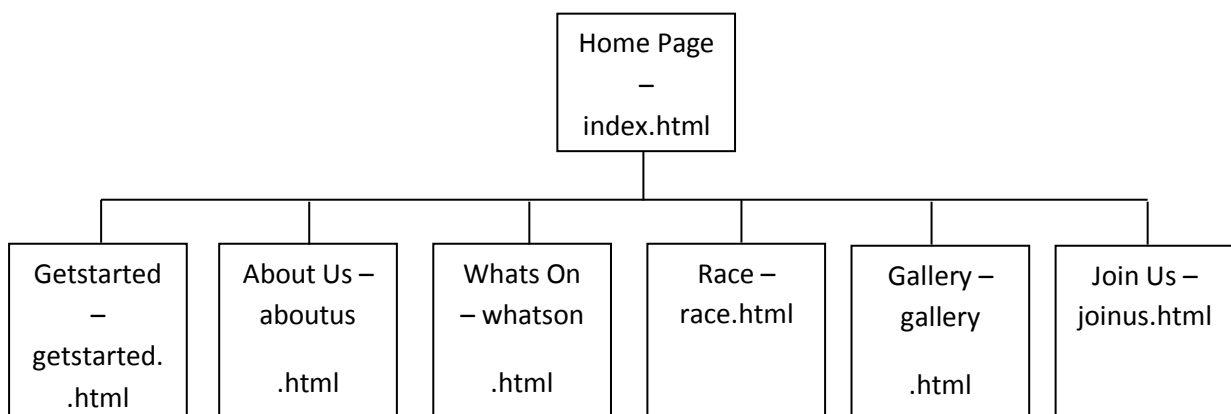 Home Page
–
index.html
Getstarted
–
getstarted.
.html
About Us –
aboutus
.html
Whats On
– whatson
.html
Race –
race.html
Gallery –
gallery
.html
Join Us –
joinus.html